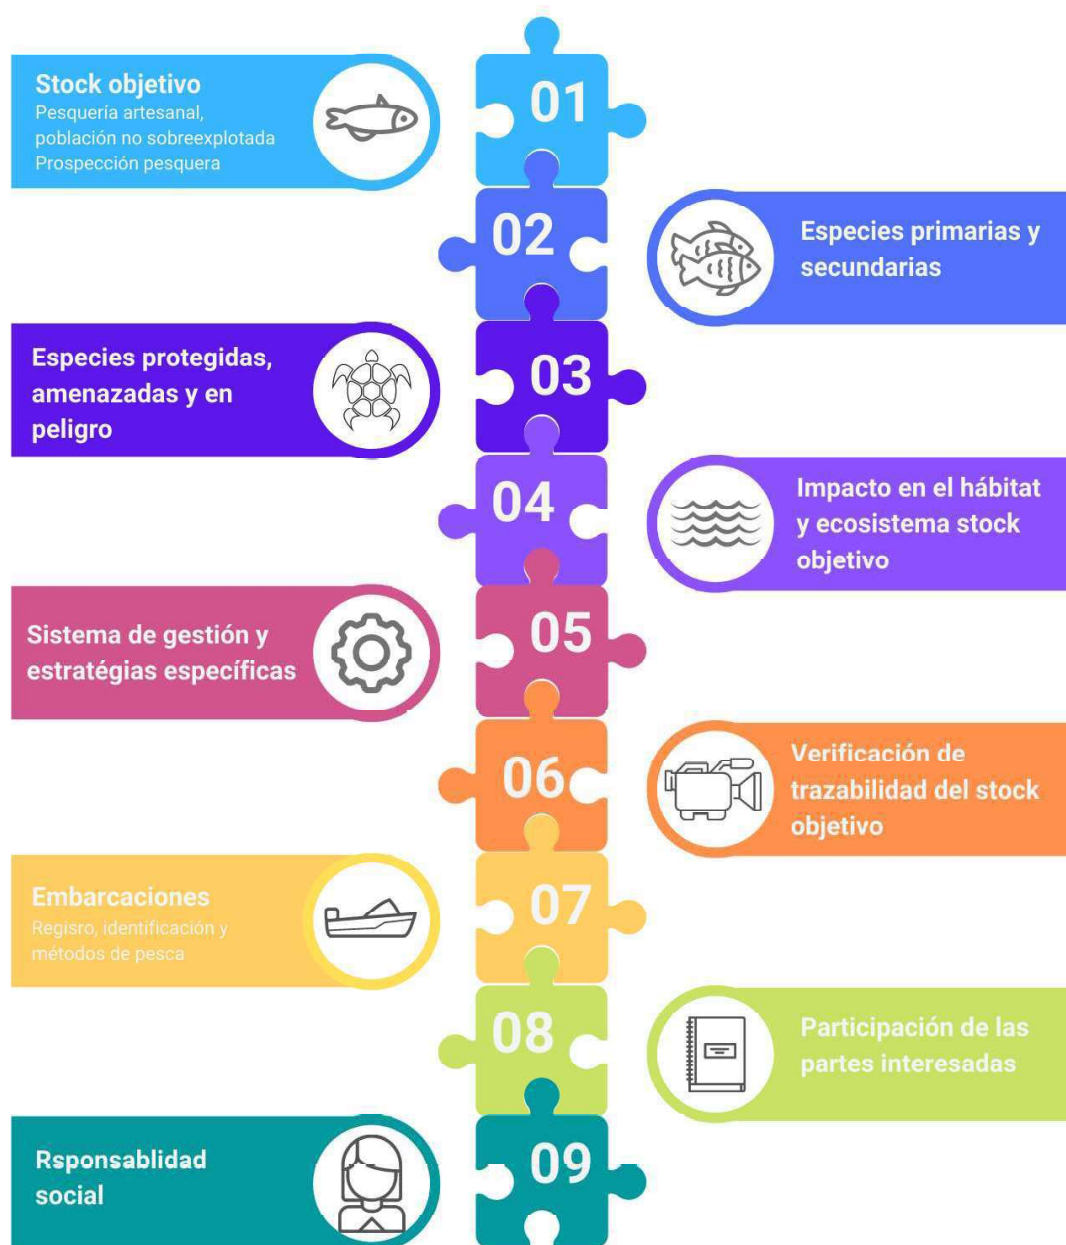 Stock objetivo
Pesquería artesanal,
población no sobreexplotada
Prospección pesquera
01
02
Especies primarias y
secundarias
Especies protegidas,
amenazadas y en
peligro
03
04
Impacto en el hábitat
y ecosistema stock
objetivo
Sistema de gestión y
estratégias específicas
05
06
Verificación de
trazabilidad del stock
objetivo
Embarcaciones
Regisro, identificación y
métodos de pesca
07
08
Participación de las
partes interesadas
Rsponsablidad
social
09